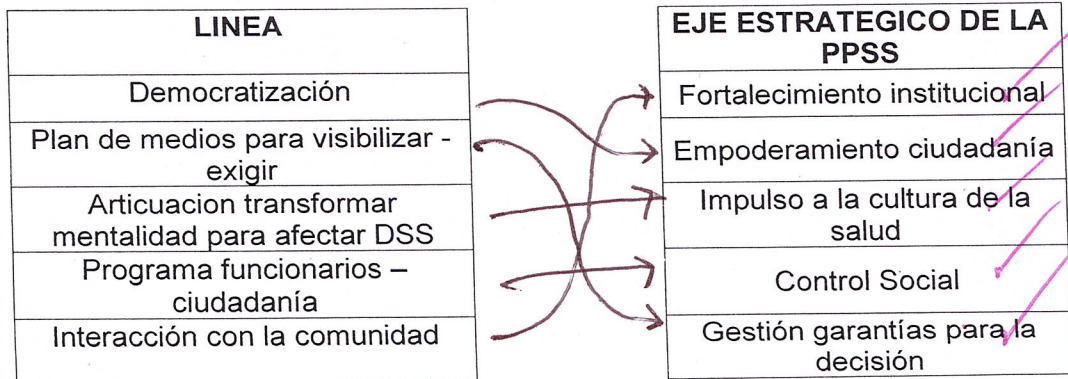 LINEA
Democratización
Plan de medios para visibilizar -
exigir
Articuacion transformar
mentalidad para afectar DSS
Programa funcionarios –
ciudadanía
Interacción con la comunidad
EJE ESTRATEGICO DE LA
PPSS
Fortalecimiento institucional
Empoderamiento ciudadanía
Impulso a la cultura de la
salud
Control Social
Gestión garantías para la
decisión